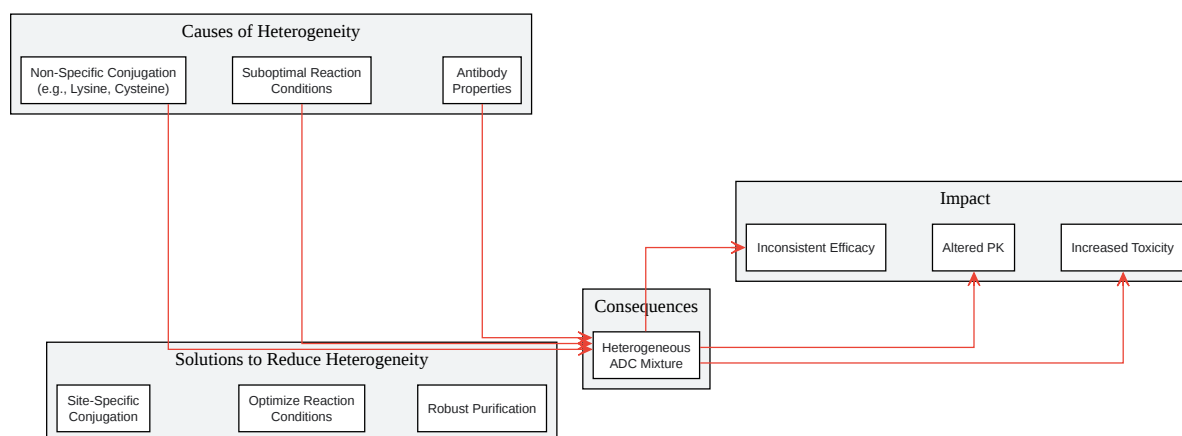 Causes of Heterogeneity
Non-Specific Conjugation
(e.g., Lysine, Cysteine)
Suboptimal Reaction
Conditions
Antibody
Properties
Impact
Inconsistent Efficacy
Altered PK
Increased Toxicity
Consequences
Heterogeneous
ADC Mixture
Solutions to Reduce Heterogeneity
Site-Specific
Conjugation
Optimize Reaction
Conditions
Robust Purification